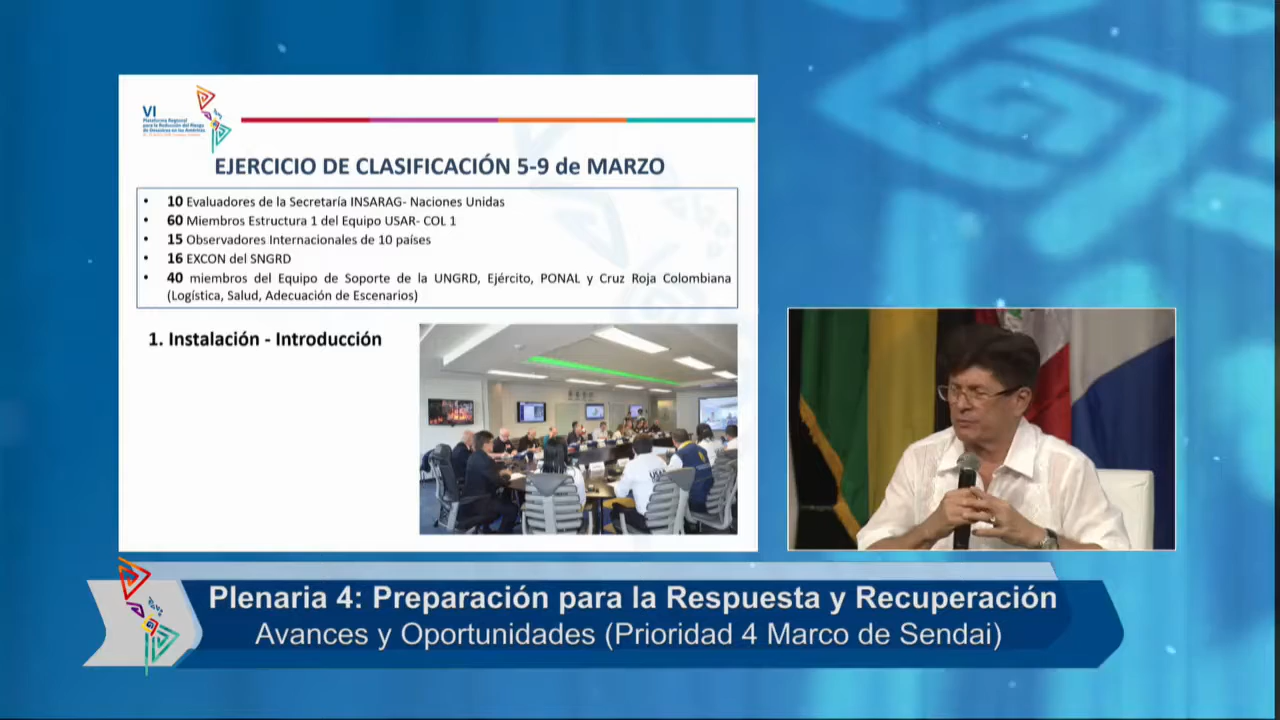 VI
Plataforma Regional
para la Reducción del Riesgo
de Desastres en las Américas
EJERCICIO DE CLASIFICACIÓN 5-9 de MARZO
• 10 Evaluadores de la Secretaría INSARAG- Naciones Unidas
• 60 Miembros Estructura 1 del Equipo USAR- COL 1
• 15 Observadores Internacionales de 10 países
• 16 EXCON del SNGRD
• 40 miembros del Equipo de Soporte de la UNGRD, Ejército, PONAL y Cruz Roja Colombiana
(Logística, Salud, Adecuación de Escenarios)
1. Instalación - Introducción
Plenaria 4: Preparación para la Respuesta y Recuperación
Avances y Oportunidades (Prioridad 4 Marco de Sendai)